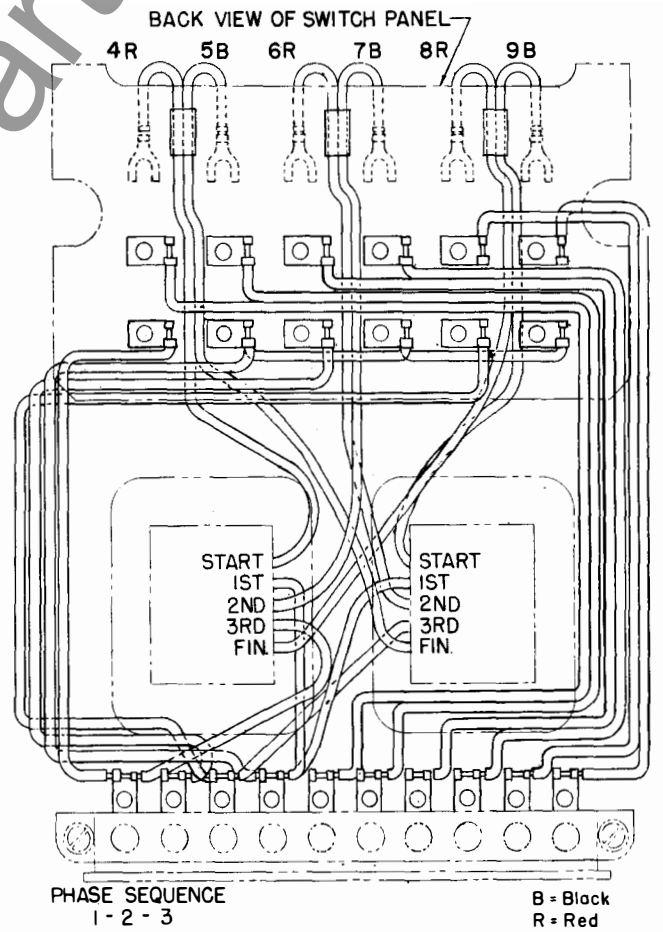 BACK VIEW OF SWITCH PANEL
4R 5B 6R 7B 8R 9B
START
1ST
2ND
3RD
FIN.
START
1ST
2ND
3RD
FIN.
PHASE SEQUENCE
1-2-3
B = Black
R = Red